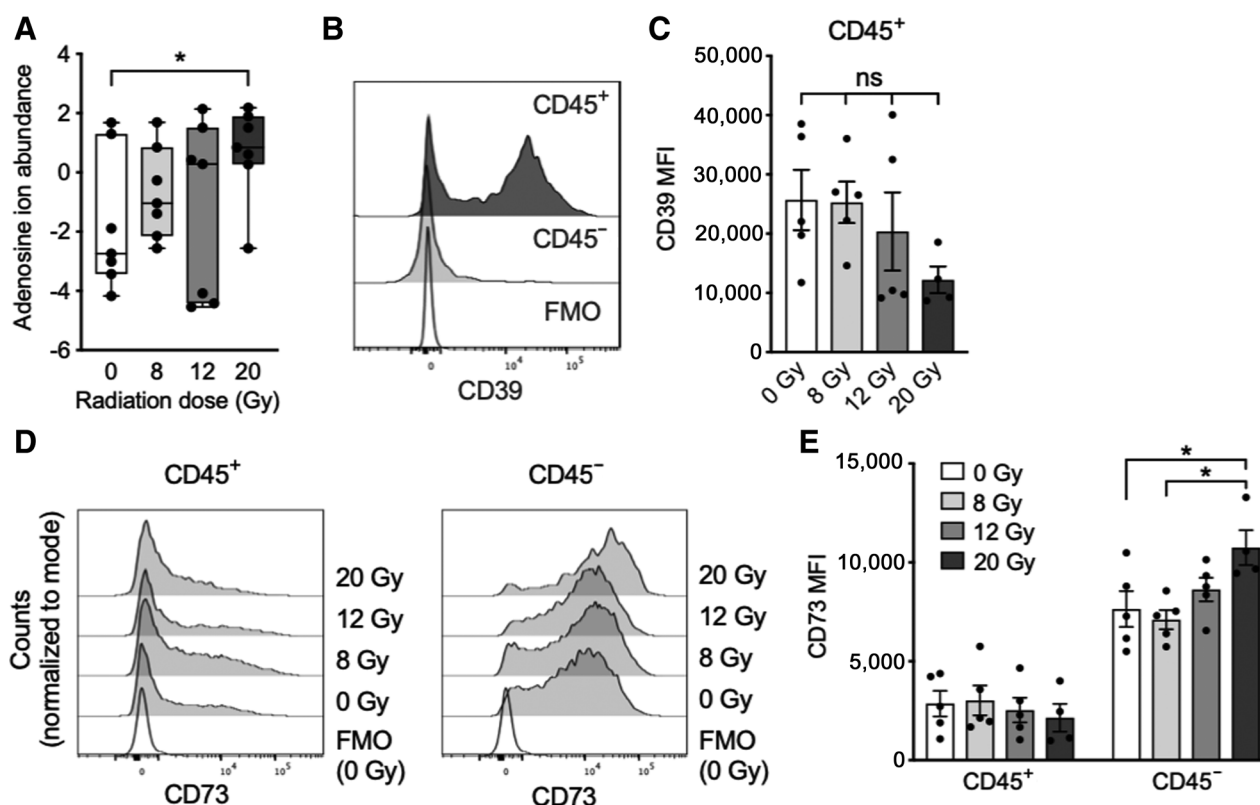 A
4
2
0
-2
-4
-6
*
Adenosine ion abundance
0 8 12 20
Radiation dose (Gy)
B
CD45+
CD45−
FMO
0 10⁴ 10⁵
CD39
C
CD45+
50,000
40,000
30,000
20,000
10,000
0
ns
CD39 MFI
0 Gy 8 Gy 12 Gy 20 Gy
D
CD45+
Counts
(normalized to mode)
20 Gy
12 Gy
8 Gy
0 Gy
FMO
(0 Gy)
0 10⁴ 10⁵
CD73
CD45−
20 Gy
12 Gy
8 Gy
0 Gy
FMO
(0 Gy)
0 10⁴ 10⁵
CD73
E
15,000
10,000
5,000
0
CD73 MFI
0 Gy
8 Gy
12 Gy
20 Gy
*
*
CD45+ CD45−